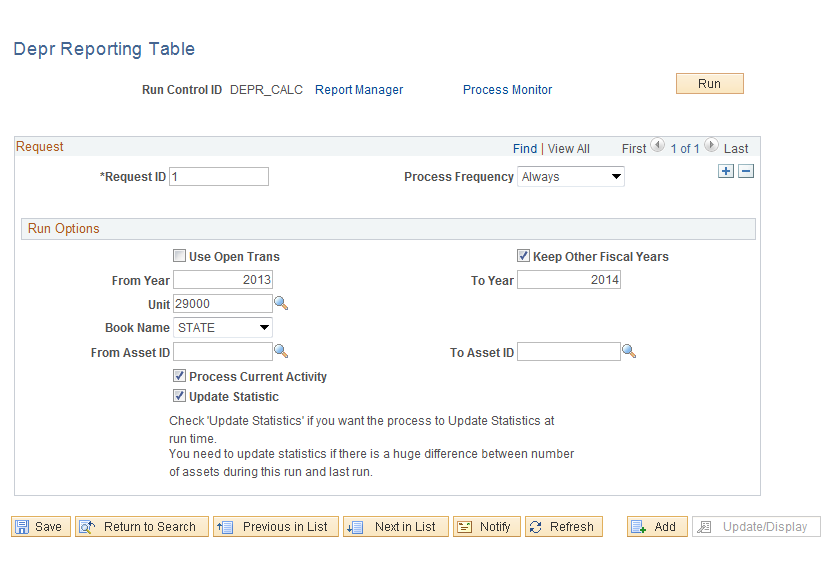 Depr Reporting Table
Run Control ID DEPR_CALC Report Manager Process Monitor Run
Request Find | View All First 1 of 1 Last
*Request ID 1 Process Frequency Always
Run Options
Use Open Trans Keep Other Fiscal Years
From Year 2013 To Year 2014
Unit 29000
Book Name STATE
From Asset ID To Asset ID
Process Current Activity
Update Statistic
Check 'Update Statistics' if you want the process to Update Statistics at
run time.
You need to update statistics if there is a huge difference between number
of assets during this run and last run.
Save Return to Search Previous in List Next in List Notify Refresh Add Update/Display